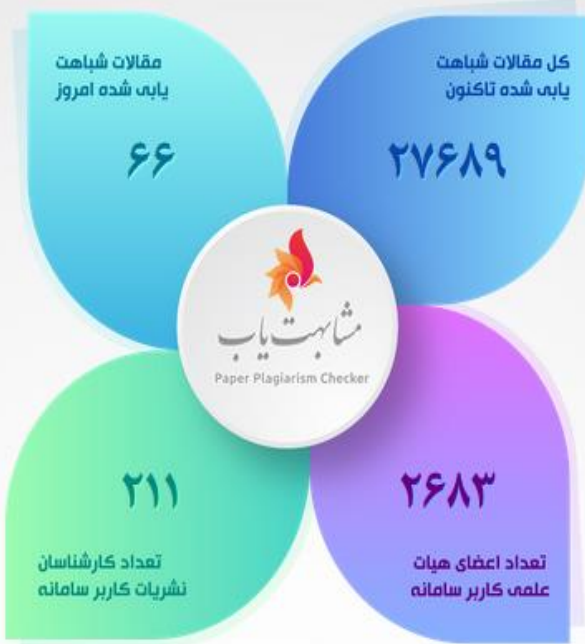 کل مقالات شباهت
یابی شده تاکنون
۲۷۶۸۹
مقالات شباهت
یابی شده امروز
۶۶
مشابهت یاب
Paper Plagiarism Checker
۲۶۸۳
تعداد اعضای هیات
علمی کاربر سامانه
۲۱۱
تعداد کارشناسان
نشریات کاربر سامانه